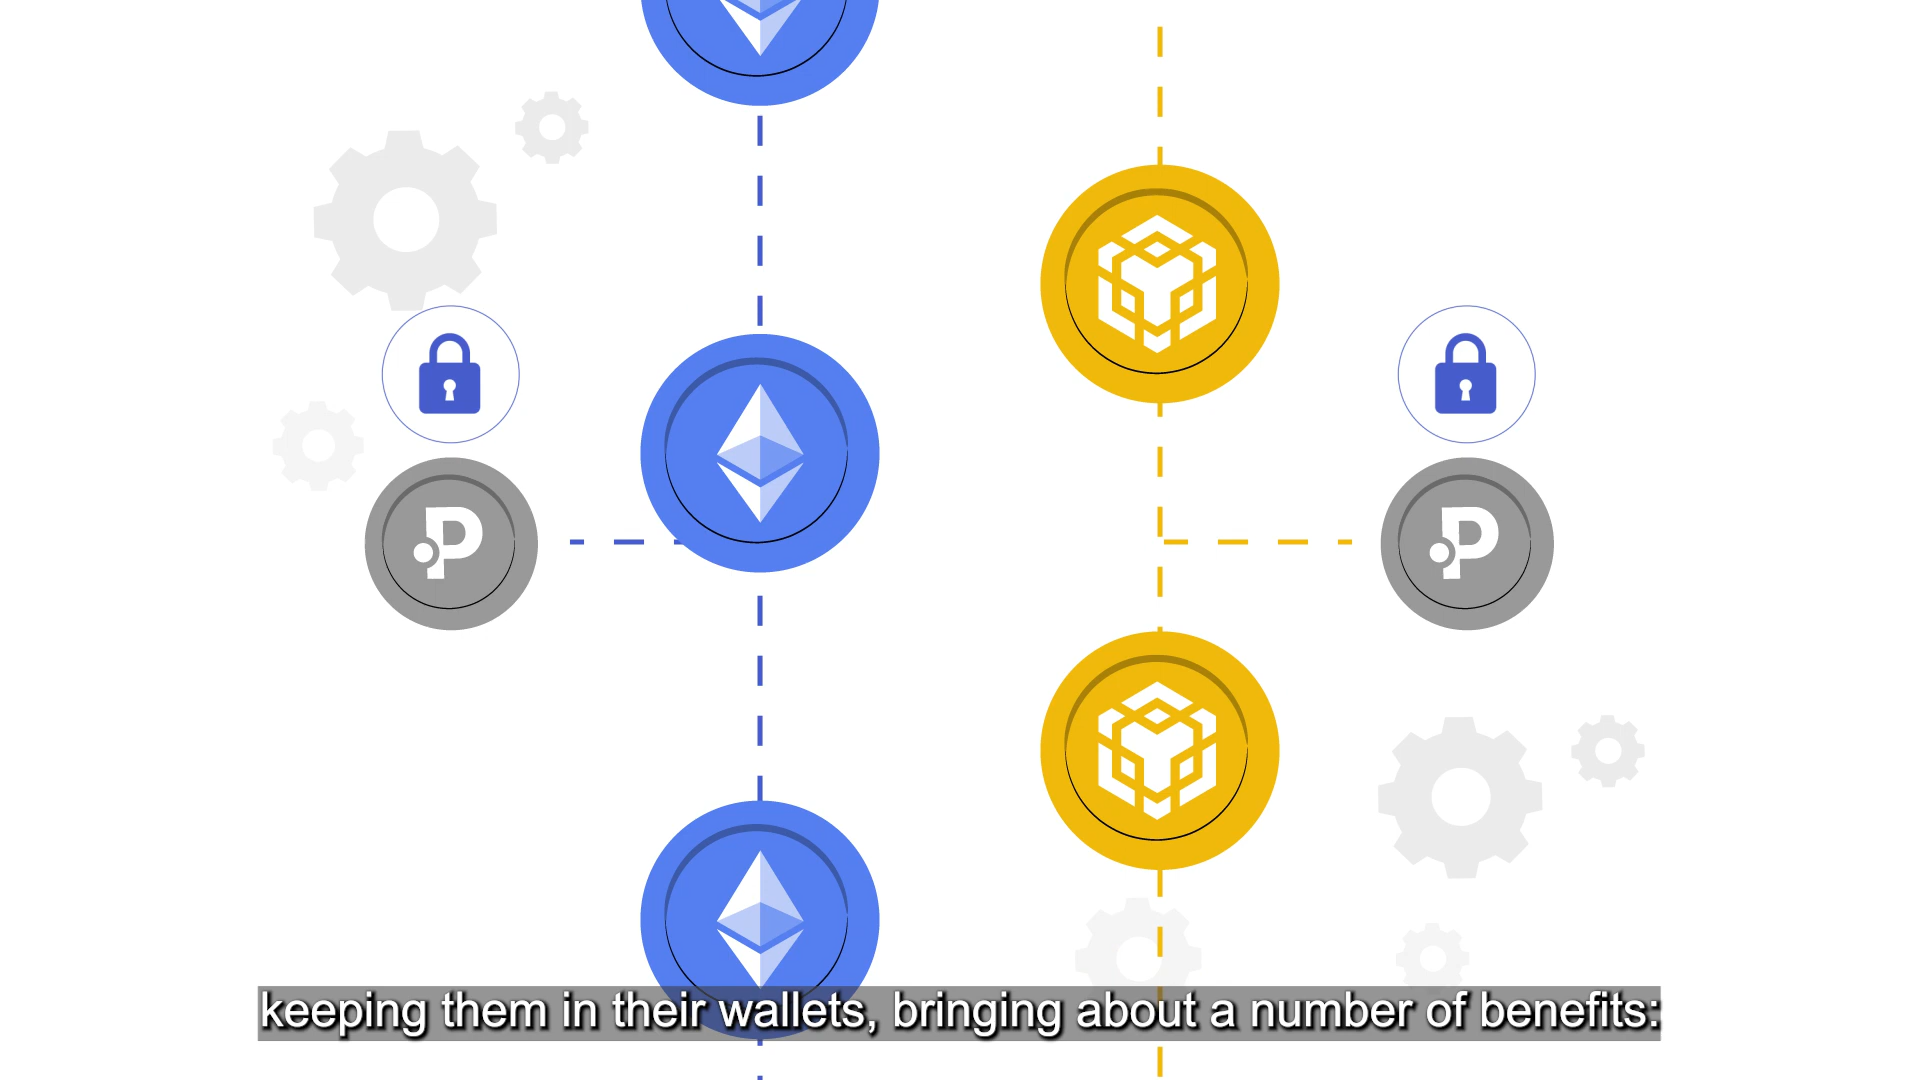 keeping them in their wallets, bringing about a number of benefits: